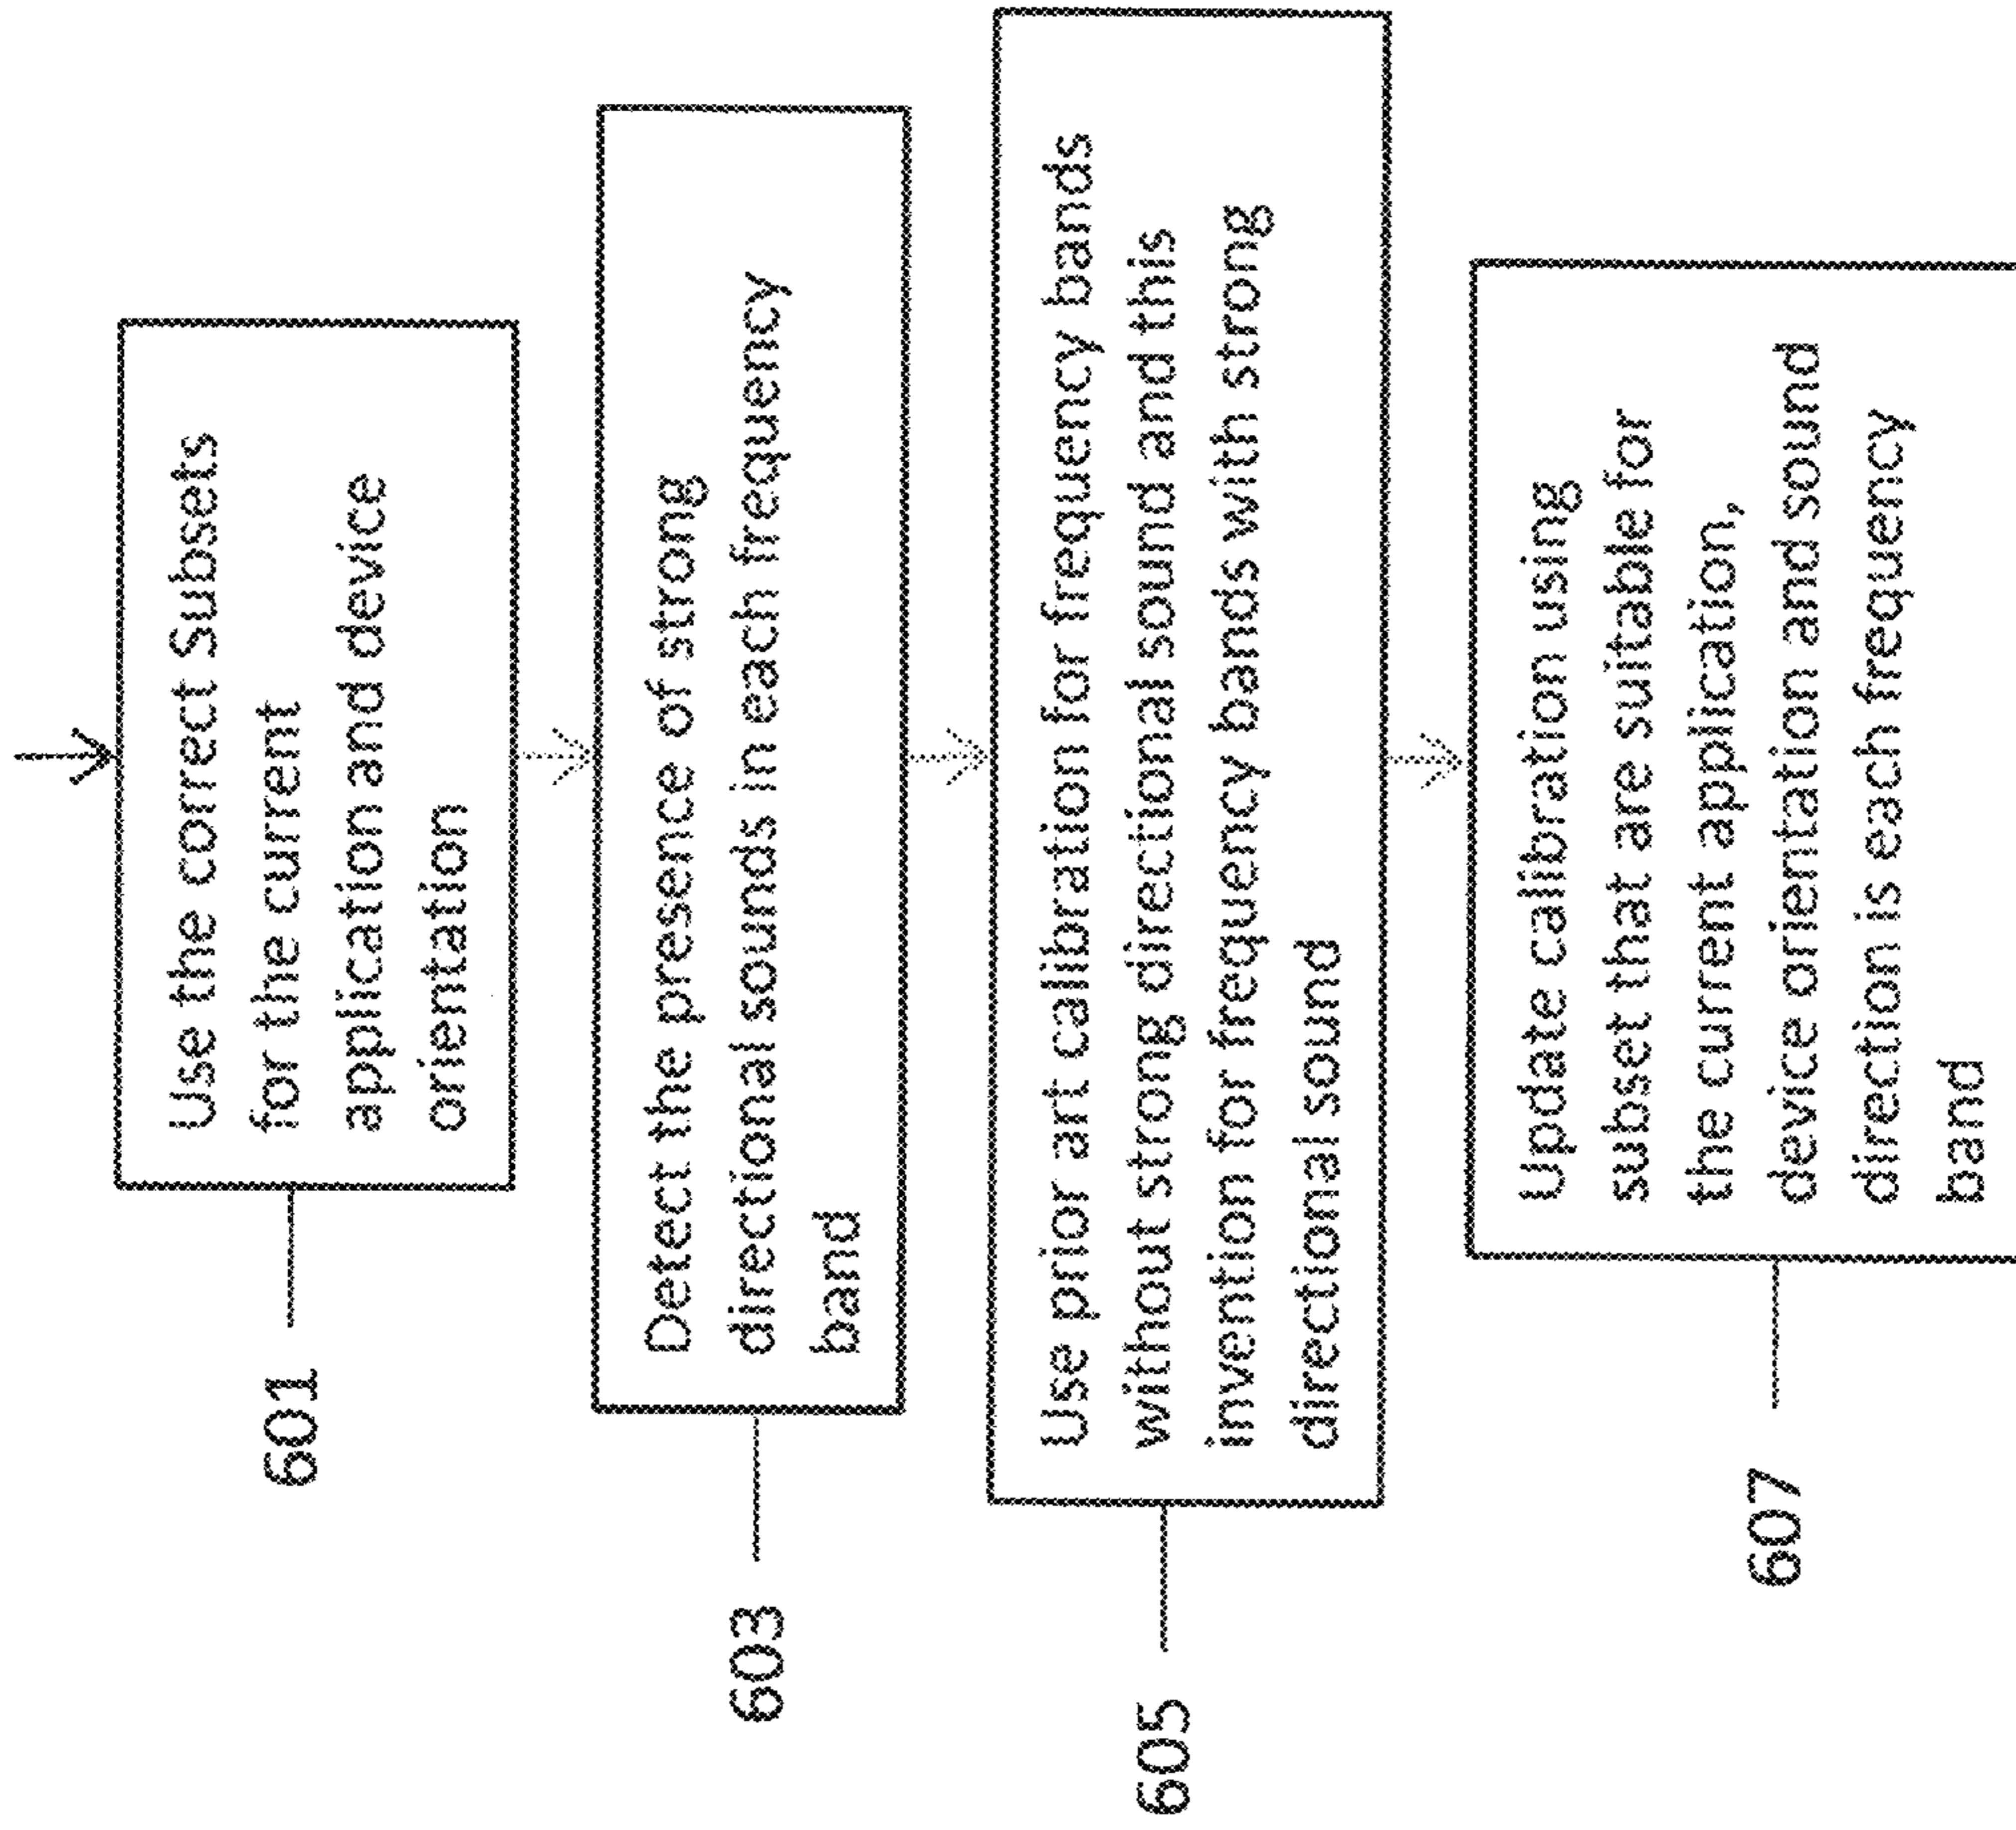 601
Use the correct Subsets
for the current
application and device
orientation
603
Detect the presence of strong
directional sounds in each frequency
band
605
Use prior art calibration for frequency bands
without strong directional sound and this
invention for frequency bands with strong
directional sound
607
Update calibration using
subset that are suitable for
the current application,
device orientation and sound
direction is each frequency
band